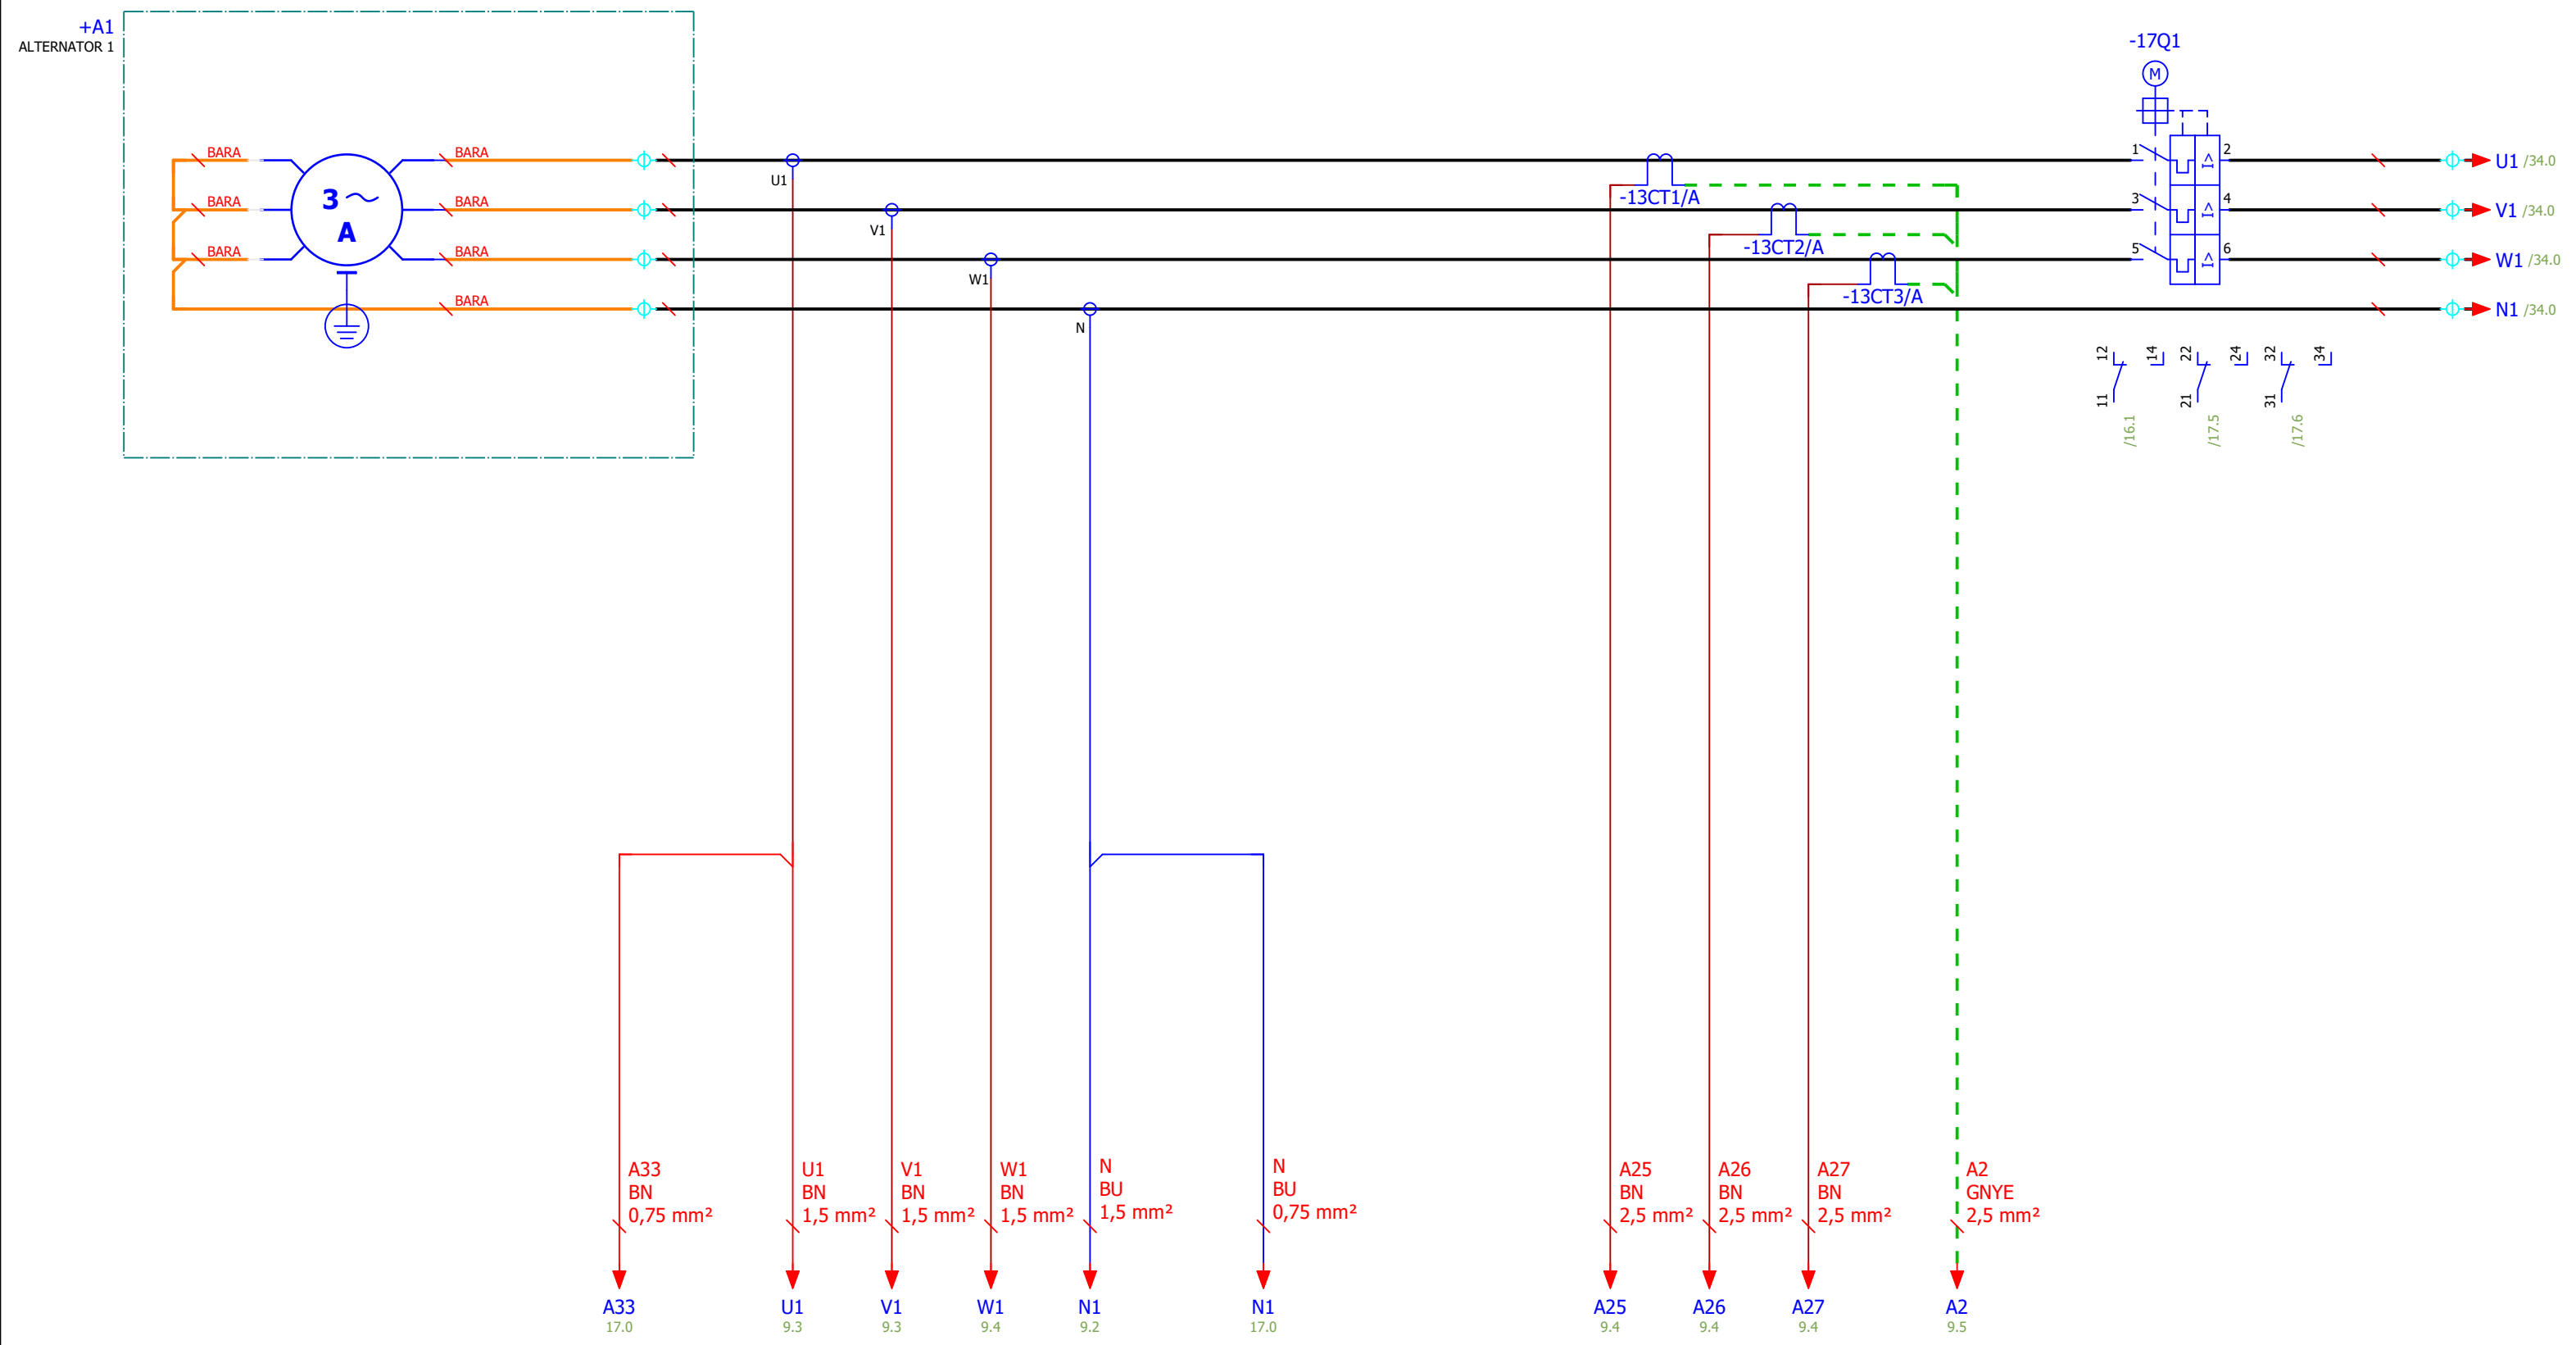 +A1
ALTERNATOR 1
-17Q1
M
BARA
BARA
1
I>
2
U1 /34.0
3
A
U1
-13CT1/A
BARA
BARA
3
I>
4
V1 /34.0
V1
-13CT2/A
BARA
BARA
5
I>
6
W1 /34.0
W1
-13CT3/A
BARA
N1 /34.0
N
12
14
22
24
32
34
11
21
31
/16.1
/17.5
/17.6
A33
BN
0,75 mm²
U1
BN
1,5 mm²
V1
BN
1,5 mm²
W1
BN
1,5 mm²
N
BU
1,5 mm²
N
BU
0,75 mm²
A25
BN
2,5 mm²
A26
BN
2,5 mm²
A27
BN
2,5 mm²
A2
GNYE
2,5 mm²
A33
17.0
U1
9.3
V1
9.3
W1
9.4
N1
9.2
N1
17.0
A25
9.4
A26
9.4
A27
9.4
A2
9.5